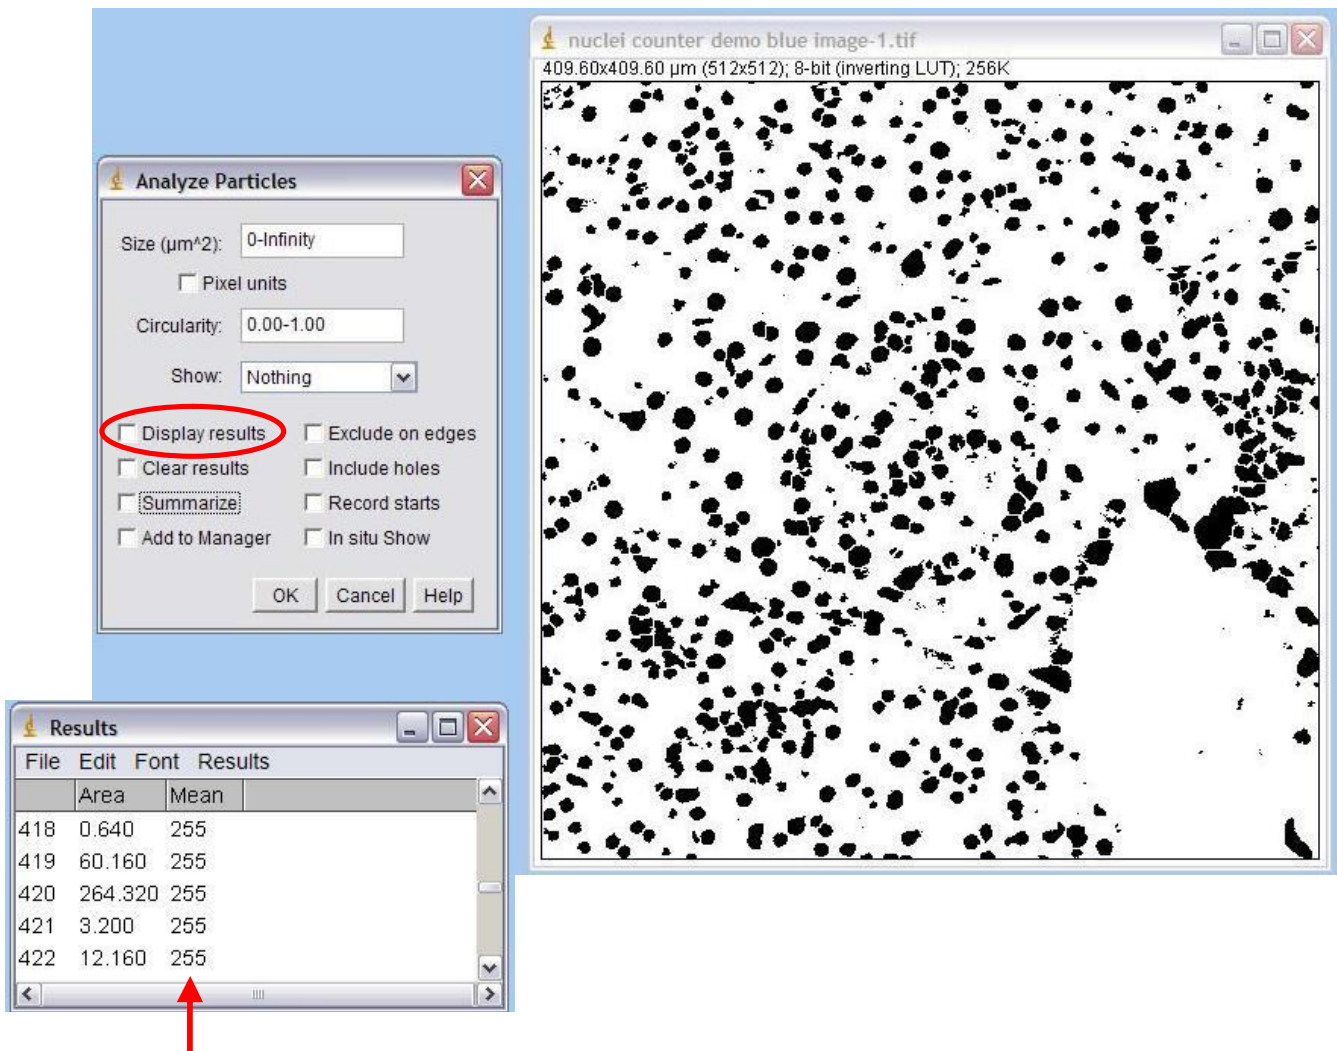 nuclei counter demo blue image-1.tif
409.60x409.60 µm (512x512); 8-bit (inverting LUT); 256K
Analyze Particles
Size (µm^2): 0-Infinity
Pixel units
Circularity: 0.00-1.00
Show: Nothing
Display results Exclude on edges
Clear results Include holes
Summarize Record starts
Add to Manager In situ Show
OK Cancel Help
Results
File Edit Font Results
Area Mean
418 0.640 255
419 60.160 255
420 264.320 255
421 3.200 255
422 12.160 255